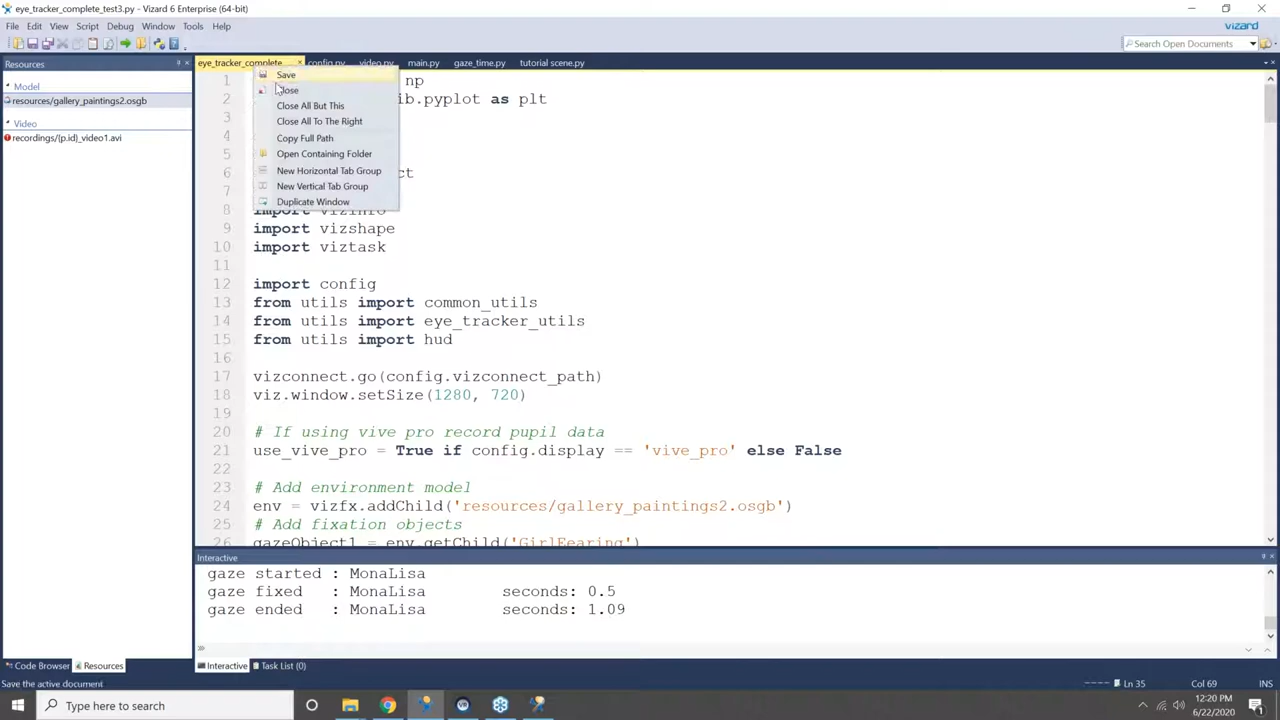 eye_tracker_complete_test3.py - Vizard 6 Enterprise (64-bit)
File Edit View Script Debug Window Tools Help
vizard
Search Open Documents
Resources
eye_tracker_complete... config.py video.py main.py gaze_time.py tutorial scene.py
Model
resources/gallery_paintings2.osgb
Video
recordings/{p.id}_video1.avi
Save
Close
Close All But This
Close All To The Right
Copy Full Path
Open Containing Folder
New Horizontal Tab Group
New Vertical Tab Group
Duplicate Window
1 np
2 ib.pyplot as plt
3
4
5
6 ct
7
8 import vizinfo
9 import vizshape
10 import viztask
11
12 import config
13 from utils import common_utils
14 from utils import eye_tracker_utils
15 from utils import hud
16
17 vizconnect.go(config.vizconnect_path)
18 viz.window.setSize(1280, 720)
19
20 # If using vive pro record pupil data
21 use_vive_pro = True if config.display == 'vive_pro' else False
22
23 # Add environment model
24 env = vizfx.addChild('resources/gallery_paintings2.osgb')
25 # Add fixation objects
26 gazeObject1 = env.getChild('GirlEearing')
Interactive
gaze started : MonaLisa
gaze fixed : MonaLisa seconds: 0.5
gaze ended : MonaLisa seconds: 1.09
Code Browser Resources
Interactive Task List (0)
Save the active document
Ln 35 Col 69 INS
Type here to search
12:20 PM
6/22/2020